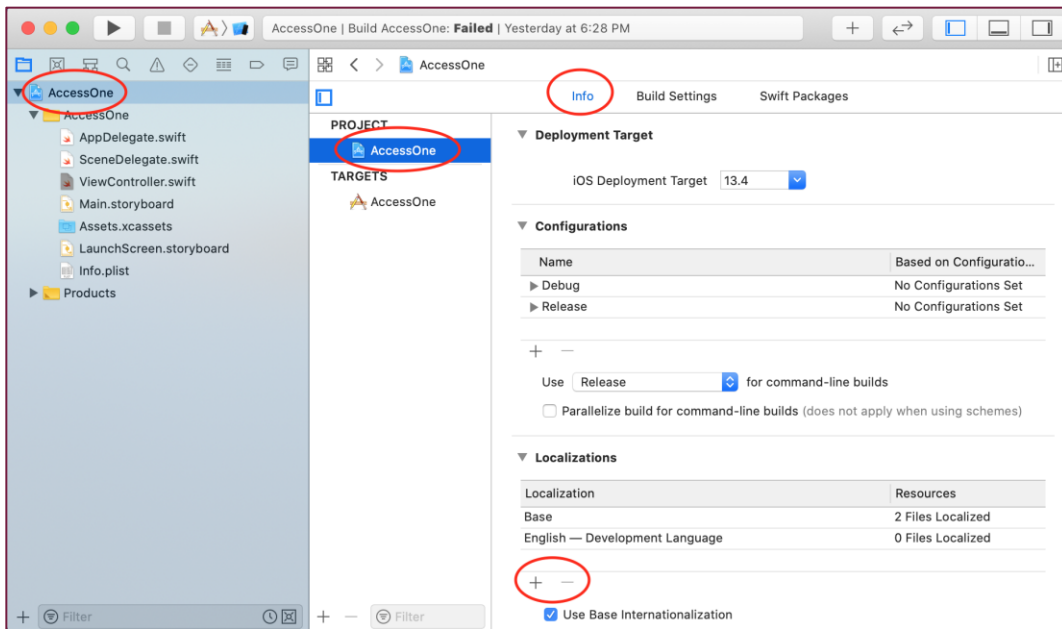 AccessOne | Build AccessOne: Failed | Yesterday at 6:28 PM
AccessOne
Info Build Settings Swift Packages
AccessOne
AccessOne
AppDelegate.swift
SceneDelegate.swift
ViewController.swift
Main.storyboard
Assets.xcassets
LaunchScreen.storyboard
Info.plist
Products
Filter
PROJECT
AccessOne
TARGETS
AccessOne
Filter
Deployment Target
iOS Deployment Target 13.4
Configurations
Name Based on Configuratio...
Debug No Configurations Set
Release No Configurations Set
Use Release for command-line builds
Parallelize build for command-line builds (does not apply when using schemes)
Localizations
Localization Resources
Base 2 Files Localized
English — Development Language 0 Files Localized
Use Base Internationalization